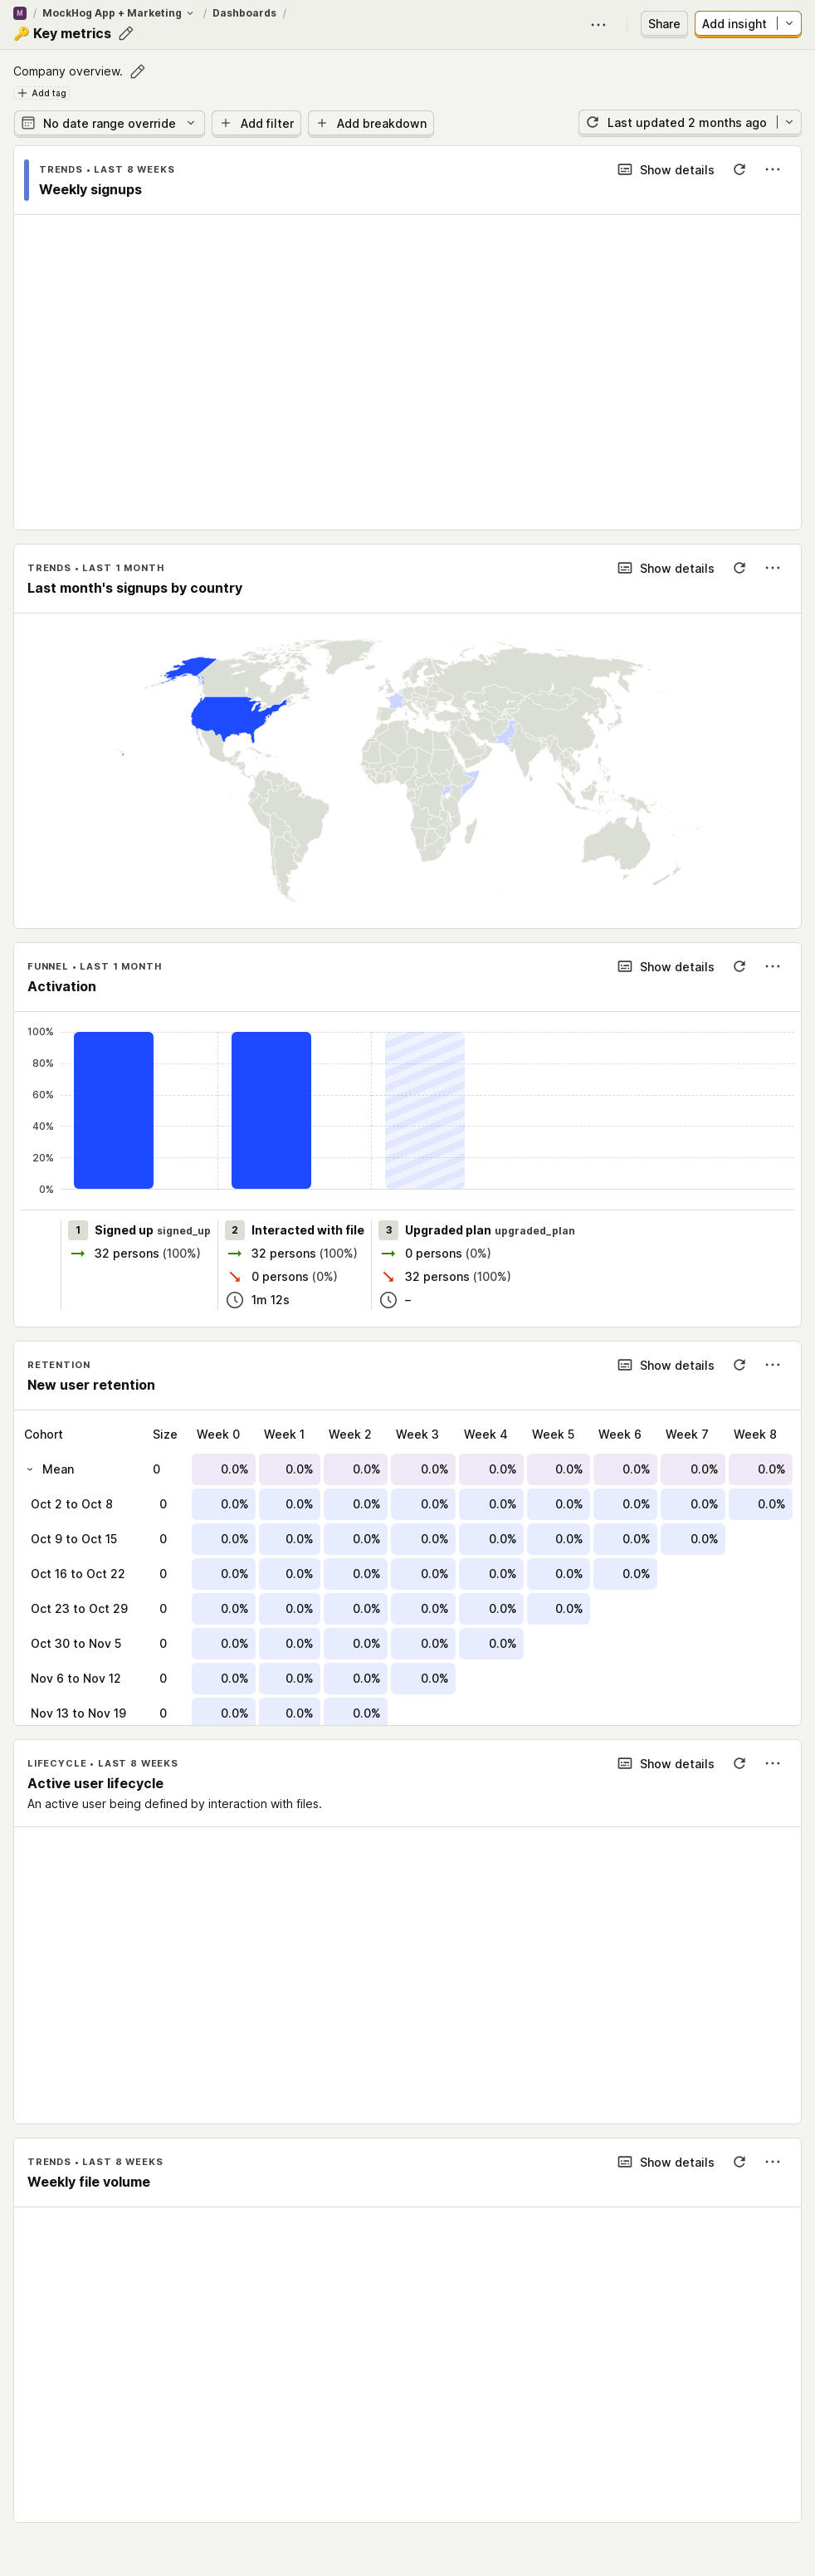 M / MockHog App + Marketing / Dashboards /
🔑 Key metrics
Share
Add insight
Company overview.
Add tag
No date range override
Add filter
Add breakdown
Last updated 2 months ago
TRENDS • LAST 8 WEEKS
Show details
Weekly signups
TRENDS • LAST 1 MONTH
Show details
Last month's signups by country
FUNNEL • LAST 1 MONTH
Show details
Activation
100%
80%
60%
40%
20%
0%
1 Signed up signed_up
32 persons (100%)
2 Interacted with file
32 persons (100%)
0 persons (0%)
1m 12s
3 Upgraded plan upgraded_plan
0 persons (0%)
32 persons (100%)
–
RETENTION
Show details
New user retention
Cohort Size Week 0 Week 1 Week 2 Week 3 Week 4 Week 5 Week 6 Week 7 Week 8
Mean 0 0.0% 0.0% 0.0% 0.0% 0.0% 0.0% 0.0% 0.0% 0.0%
Oct 2 to Oct 8 0 0.0% 0.0% 0.0% 0.0% 0.0% 0.0% 0.0% 0.0% 0.0%
Oct 9 to Oct 15 0 0.0% 0.0% 0.0% 0.0% 0.0% 0.0% 0.0% 0.0%
Oct 16 to Oct 22 0 0.0% 0.0% 0.0% 0.0% 0.0% 0.0% 0.0%
Oct 23 to Oct 29 0 0.0% 0.0% 0.0% 0.0% 0.0% 0.0%
Oct 30 to Nov 5 0 0.0% 0.0% 0.0% 0.0% 0.0%
Nov 6 to Nov 12 0 0.0% 0.0% 0.0% 0.0%
Nov 13 to Nov 19 0 0.0% 0.0% 0.0%
LIFECYCLE • LAST 8 WEEKS
Show details
Active user lifecycle
An active user being defined by interaction with files.
TRENDS • LAST 8 WEEKS
Show details
Weekly file volume